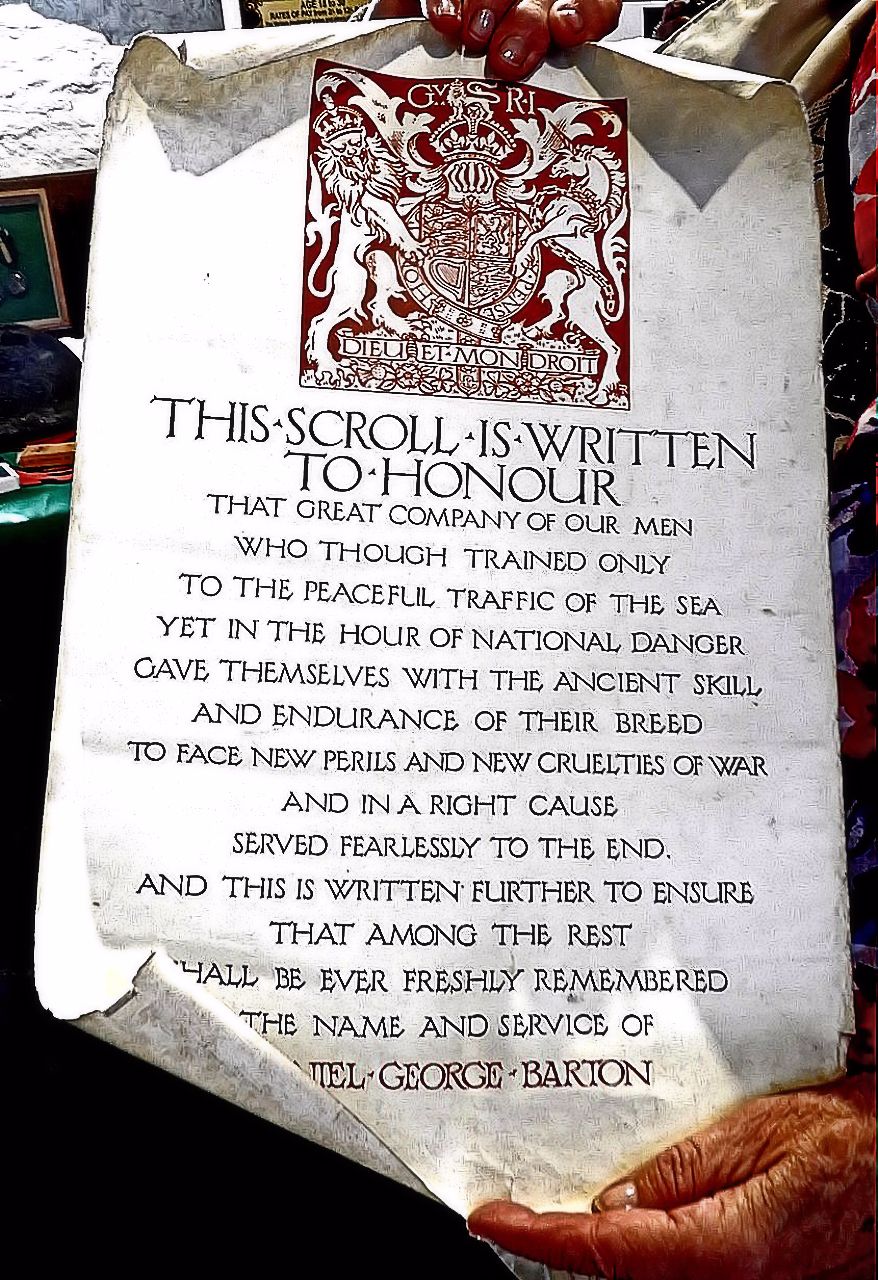 G V R I
DIEU ET MON DROIT
THIS·SCROLL·IS·WRITTEN
TO·HONOUR
THAT GREAT COMPANY OF OUR MEN
WHO THOUGH TRAINED ONLY
TO THE PEACEFUL TRAFFIC OF THE SEA
YET IN THE HOUR OF NATIONAL DANGER
GAVE THEMSELVES WITH THE ANCIENT SKILL
AND ENDURANCE OF THEIR BREED
TO FACE NEW PERILS AND NEW CRUELTIES OF WAR
AND IN A RIGHT CAUSE
SERVED FEARLESSLY TO THE END.
AND THIS IS WRITTEN FURTHER TO ENSURE
THAT AMONG THE REST
HALL BE EVER FRESHLY REMEMBERED
THE NAME AND SERVICE OF
IEL·GEORGE·BARTON